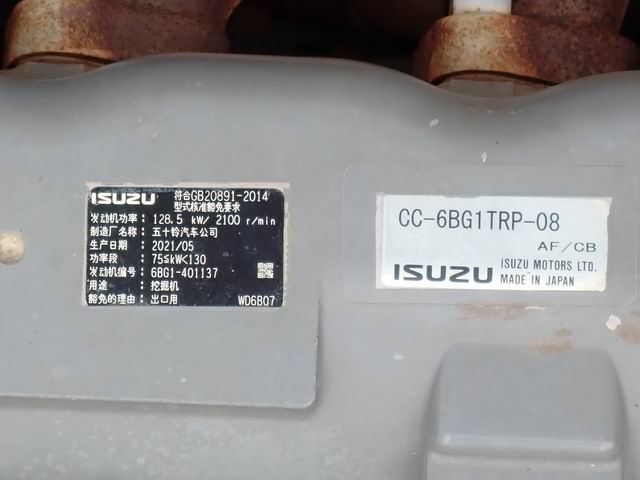 ISUZU 符合GB20891-2014
型式核准豁免要求
发动机功率：128.5 kW/ 2100 r/min
制造厂名：五十铃汽车公司
生产日期：2021/05
功率段：75≤kW<130
发动机编号：6BG1-401137
用途：挖掘机
豁免的理由：出口用 WD6B07
CC-6BG1TRP-08
AF/CB
ISUZU ISUZU MOTORS LTD.
MADE IN JAPAN